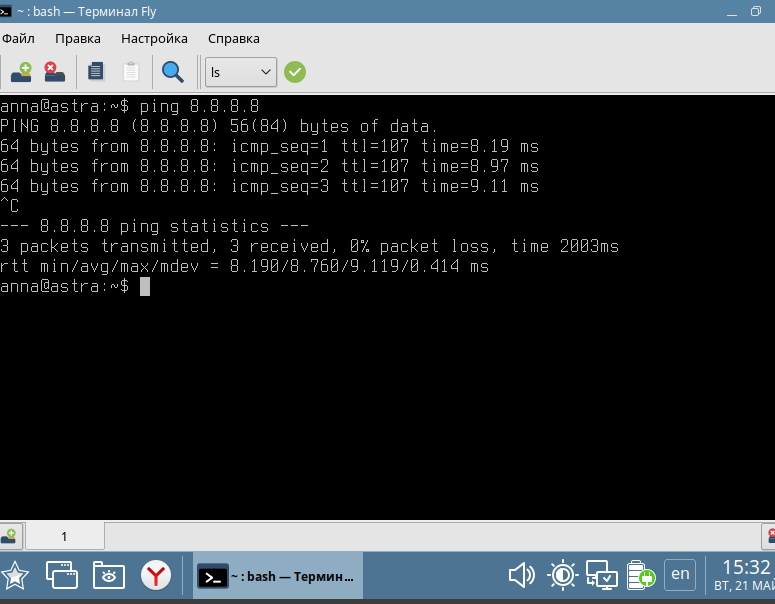 ~ : bash — Терминал Fly
Файл Правка Настройка Справка
ls
anna@astra:~$ ping 8.8.8.8
PING 8.8.8.8 (8.8.8.8) 56(84) bytes of data.
64 bytes from 8.8.8.8: icmp_seq=1 ttl=107 time=8.19 ms
64 bytes from 8.8.8.8: icmp_seq=2 ttl=107 time=8.97 ms
64 bytes from 8.8.8.8: icmp_seq=3 ttl=107 time=9.11 ms
^C
--- 8.8.8.8 ping statistics ---
3 packets transmitted, 3 received, 0% packet loss, time 2003ms
rtt min/avg/max/mdev = 8.190/8.760/9.119/0.414 ms
anna@astra:~$
1
~ : bash — Термин...
en
15:32
ВТ, 21 МАЙ